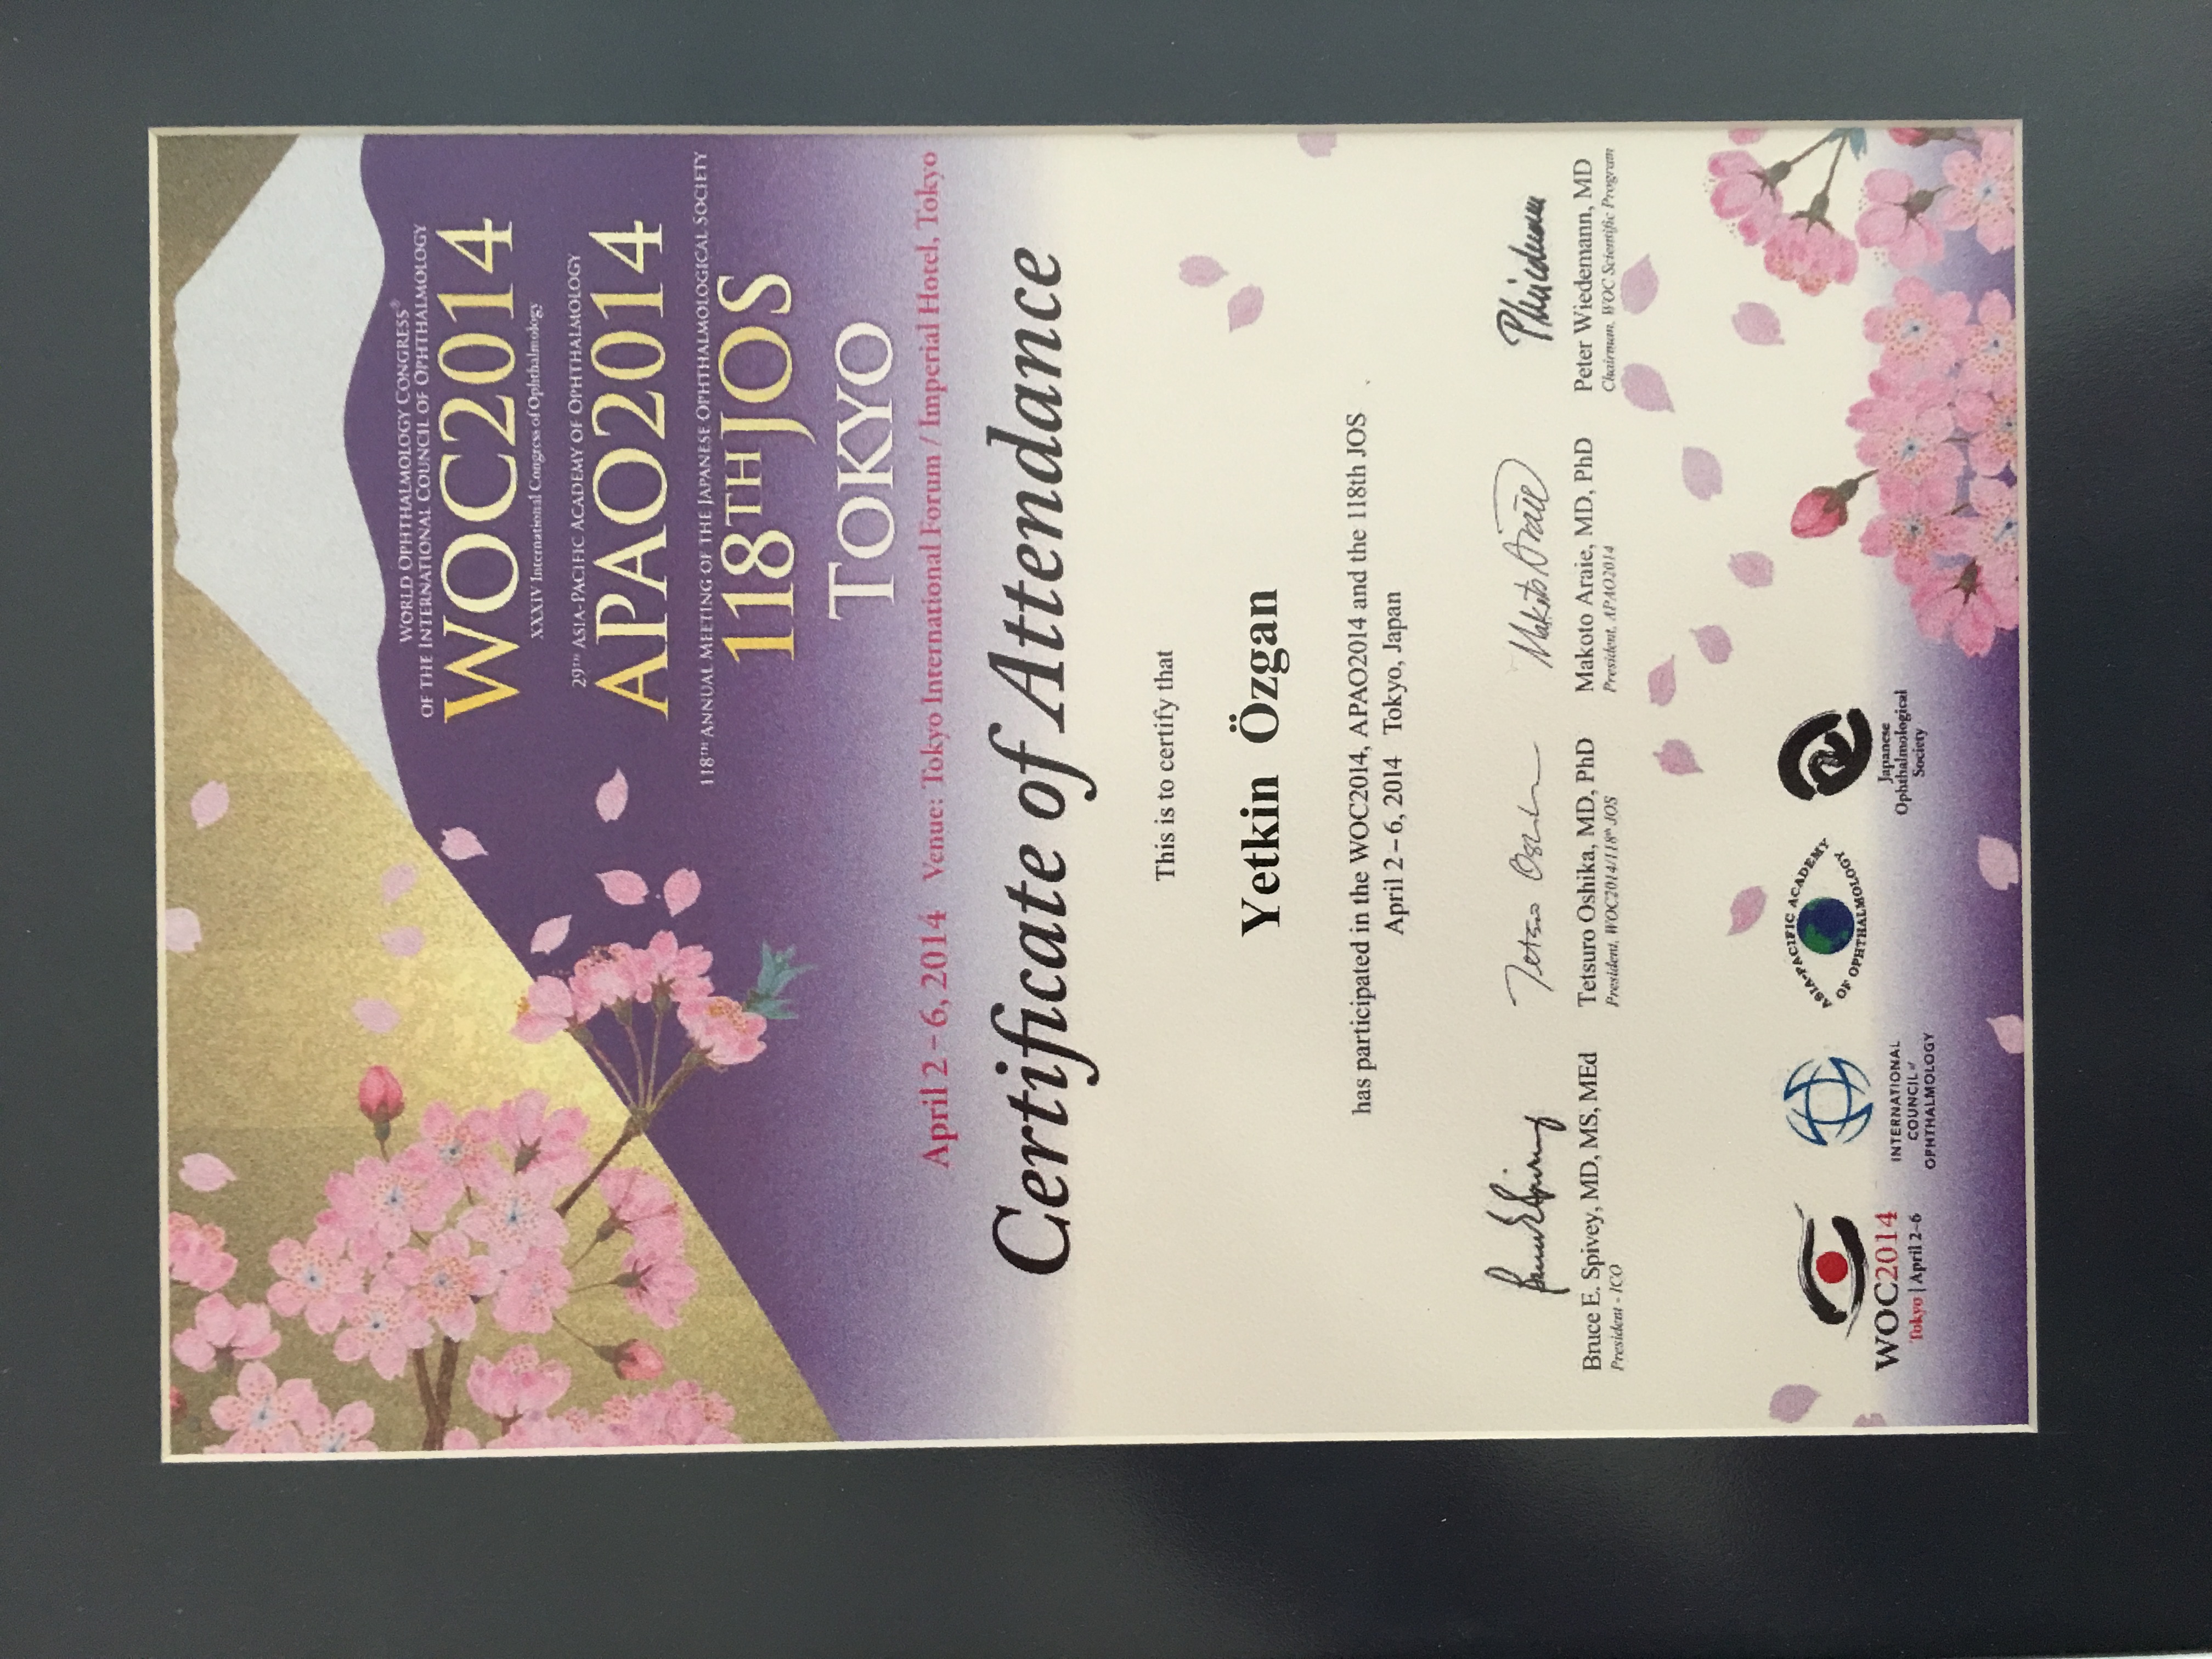 WORLD OPHTHALMOLOGY CONGRESS®
OF THE INTERNATIONAL COUNCIL OF OPHTHALMOLOGY
WOC2014
XXXIV International Congress of Ophthalmology
29TH ASIA-PACIFIC ACADEMY OF OPHTHALMOLOGY
APAO2014
118TH ANNUAL MEETING OF THE JAPANESE OPHTHALMOLOGICAL SOCIETY
118TH JOS
TOKYO
April 2–6, 2014 Venue: Tokyo International Forum / Imperial Hotel, Tokyo
Certificate of Attendance
This is to certify that
Yetkin Özgan
has participated in the WOC2014, APAO2014 and the 118th JOS
April 2–6, 2014 Tokyo, Japan
Bruce E. Spivey, MD, MS, MEd
President - ICO
Tetsuro Oshika, MD, PhD
President, WOC2014/118th JOS
Makoto Araie, MD, PhD
President, APAO2014
Peter Wiedemann, MD
Chairman, WOC Scientific Program
WOC2014
Tokyo | April 2–6
INTERNATIONAL
COUNCIL of
OPHTHALMOLOGY
ASIA-PACIFIC ACADEMY
OF OPHTHALMOLOGY
Japanese
Ophthalmological
Society